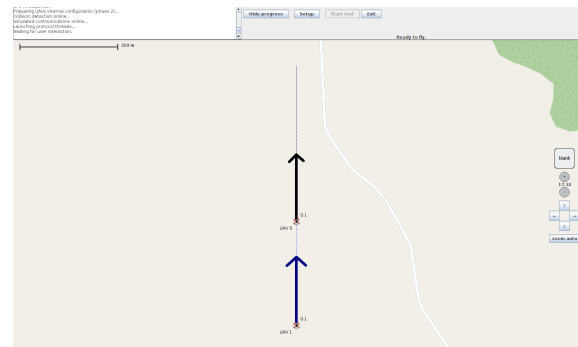 Preparing UAVs internal configuration (phase 2)...
Collision detection online...
Simulated communications online...
Launching protocol threads...
Waiting for user interaction.
Hide progress
Setup
Start test
Exit
Ready to fly.
200 m
blank
+
17.31
-
zoom auto
0.1
UAV 0
0.1
UAV 1